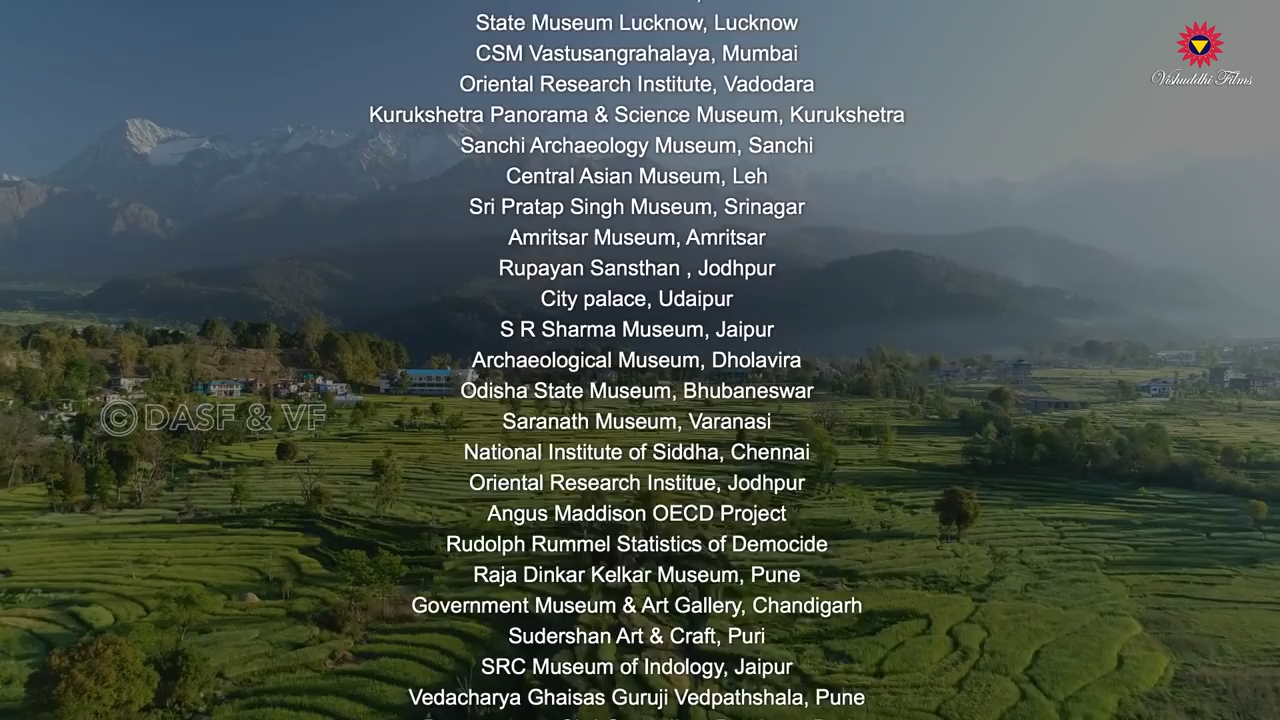 State Museum Lucknow, Lucknow
CSM Vastusangrahalaya, Mumbai
Vishuddhi Films
Oriental Research Institute, Vadodara
Kurukshetra Panorama & Science Museum, Kurukshetra
Sanchi Archaeology Museum, Sanchi
Central Asian Museum, Leh
Sri Pratap Singh Museum, Srinagar
Amritsar Museum, Amritsar
Rupayan Sansthan , Jodhpur
City palace, Udaipur
S R Sharma Museum, Jaipur
Archaeological Museum, Dholavira
Odisha State Museum, Bhubaneswar
© DASF & VF
Saranath Museum, Varanasi
National Institute of Siddha, Chennai
Oriental Research Institue, Jodhpur
Angus Maddison OECD Project
Rudolph Rummel Statistics of Democide
Raja Dinkar Kelkar Museum, Pune
Government Museum & Art Gallery, Chandigarh
Sudershan Art & Craft, Puri
SRC Museum of Indology, Jaipur
Vedacharya Ghaisas Guruji Vedpathshala, Pune